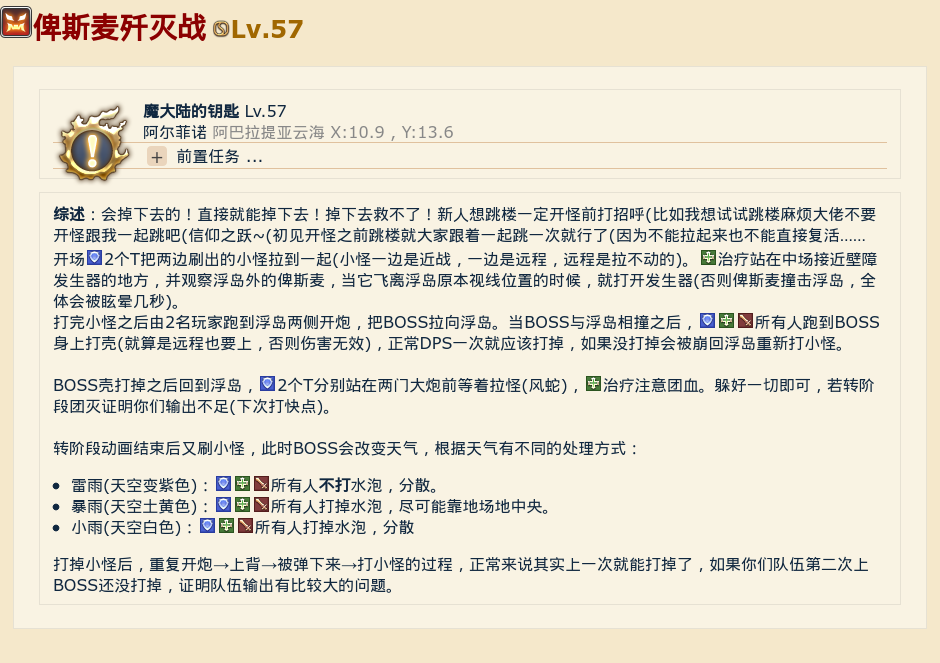 俾斯麦歼灭战 Lv.57
魔大陆的钥匙 Lv.57
阿尔菲诺 阿巴拉提亚云海 X:10.9 , Y:13.6
+ 前置任务 ...
综述：会掉下去的！直接就能掉下去！掉下去救不了！新人想跳楼一定开怪前打招呼(比如我想试试跳楼麻烦大佬不要
开怪跟我一起跳吧(信仰之跃~(初见开怪之前跳楼就大家跟着一起跳一次就行了(因为不能拉起来也不能直接复活……
开场2个T把两边刷出的小怪拉到一起(小怪一边是近战，一边是远程，远程是拉不动的)。治疗站在中场接近壁障
发生器的地方，并观察浮岛外的俾斯麦，当它飞离浮岛原本视线位置的时候，就打开发生器(否则俾斯麦撞击浮岛，全
体会被眩晕几秒)。
打完小怪之后由2名玩家跑到浮岛两侧开炮，把BOSS拉向浮岛。当BOSS与浮岛相撞之后，所有人跑到BOSS
身上打壳(就算是远程也要上，否则伤害无效)，正常DPS一次就应该打掉，如果没打掉会被崩回浮岛重新打小怪。
BOSS壳打掉之后回到浮岛，2个T分别站在两门大炮前等着拉怪(风蛇)，治疗注意团血。躲好一切即可，若转阶
段团灭证明你们输出不足(下次打快点)。
转阶段动画结束后又刷小怪，此时BOSS会改变天气，根据天气有不同的处理方式：
• 雷雨(天空变紫色)：所有人不打水泡，分散。
• 暴雨(天空土黄色)：所有人打掉水泡，尽可能靠地场地中央。
• 小雨(天空白色)：所有人打掉水泡，分散
打掉小怪后，重复开炮→上背→被弹下来→打小怪的过程，正常来说其实上一次就能打掉了，如果你们队伍第二次上
BOSS还没打掉，证明队伍输出有比较大的问题。